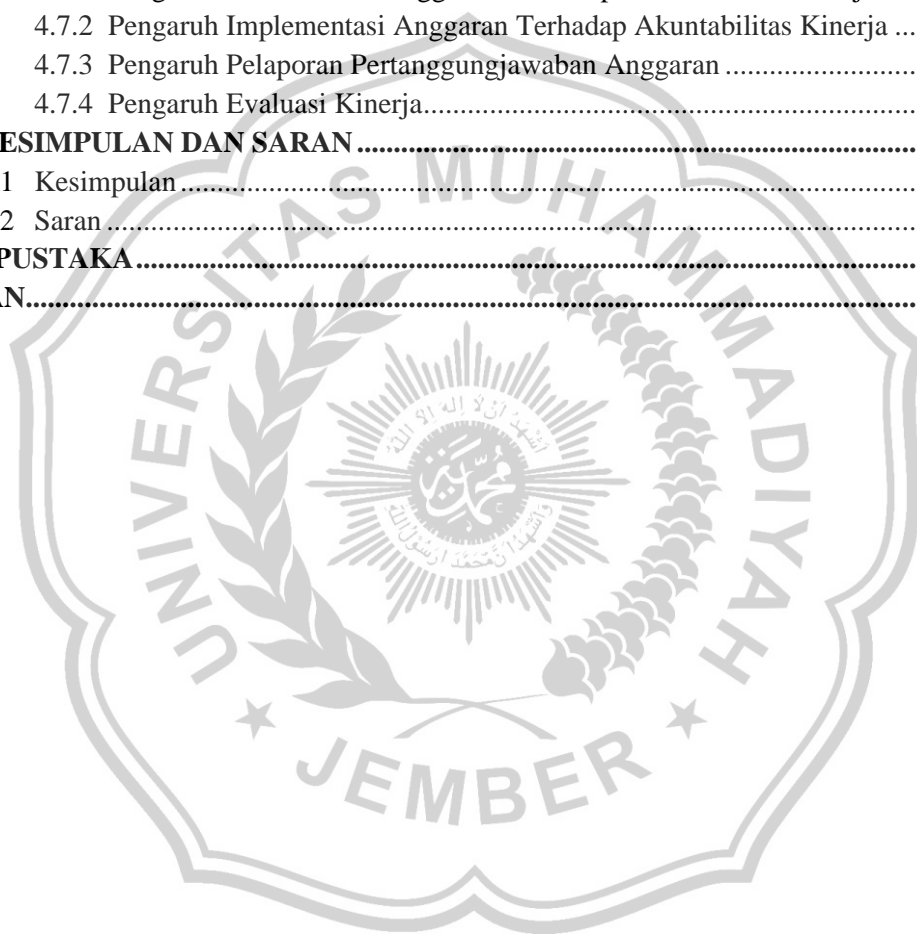 4.7.2 Pengaruh Implementasi Anggaran Terhadap Akuntabilitas Kinerja ...
4.7.3 Pengaruh Pelaporan Pertanggungjawaban Anggaran ..........................
4.7.4 Pengaruh Evaluasi Kinerja...................................................................
ESIMPULAN DAN SARAN ............................................................................
1 Kesimpulan ....................................................................................................
2 Saran ..............................................................................................................
PUSTAKA..........................................................................................................
AN.........................................................................................................................
UNIVERSITAS MUHAMMADIYAH
JEMBER